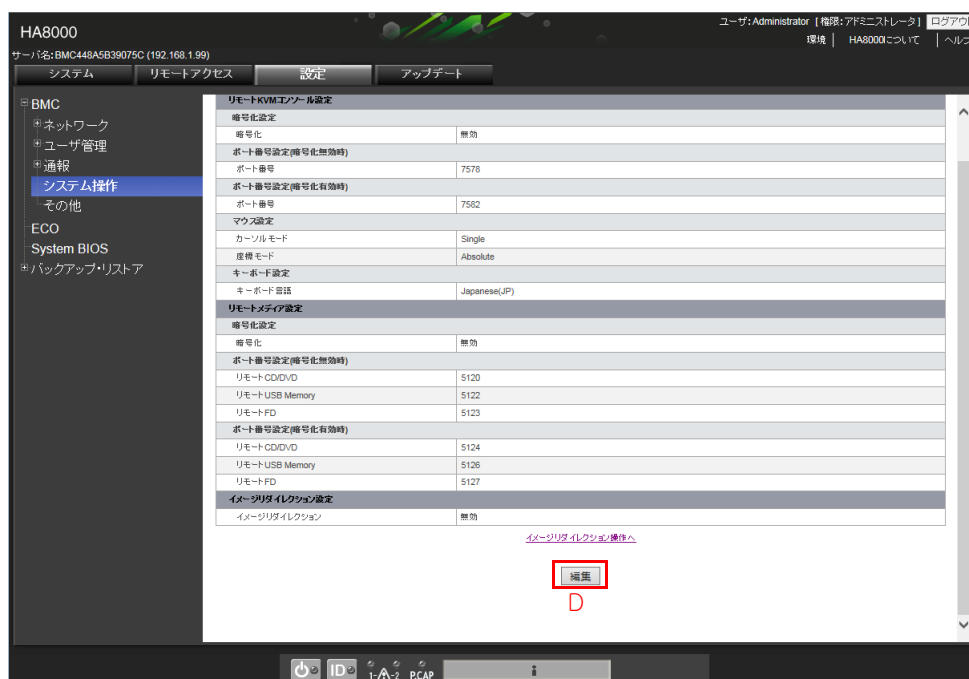 HA8000
ユーザ:Administrator [権限:アドミニストレータ] ログアウ
環境 | HA8000について | ヘル
サーバ名:BMC448A5B39075C (192.168.1.99)
システム リモートアクセス 設定 アップデート
BMC
ネットワーク
ユーザ管理
通報
システム操作
その他
ECO
System BIOS
バックアップ・リストア
リモートKVMコンソール設定
暗号化設定
暗号化 無効
ポート番号設定(暗号化無効時)
ポート番号 7578
ポート番号設定(暗号化有効時)
ポート番号 7582
マウス設定
カーソルモード Single
座標モード Absolute
キーボード設定
キーボード言語 Japanese(JP)
リモートメディア設定
暗号化設定
暗号化 無効
ポート番号設定(暗号化無効時)
リモートCD/DVD 5120
リモートUSB Memory 5122
リモートFD 5123
ポート番号設定(暗号化有効時)
リモートCD/DVD 5124
リモートUSB Memory 5126
リモートFD 5127
イメージリダイレクション設定
イメージリダイレクション 無効
イメージリダイレクション操作へ
編集
D
ID 1-⚠-2 P.CAP i